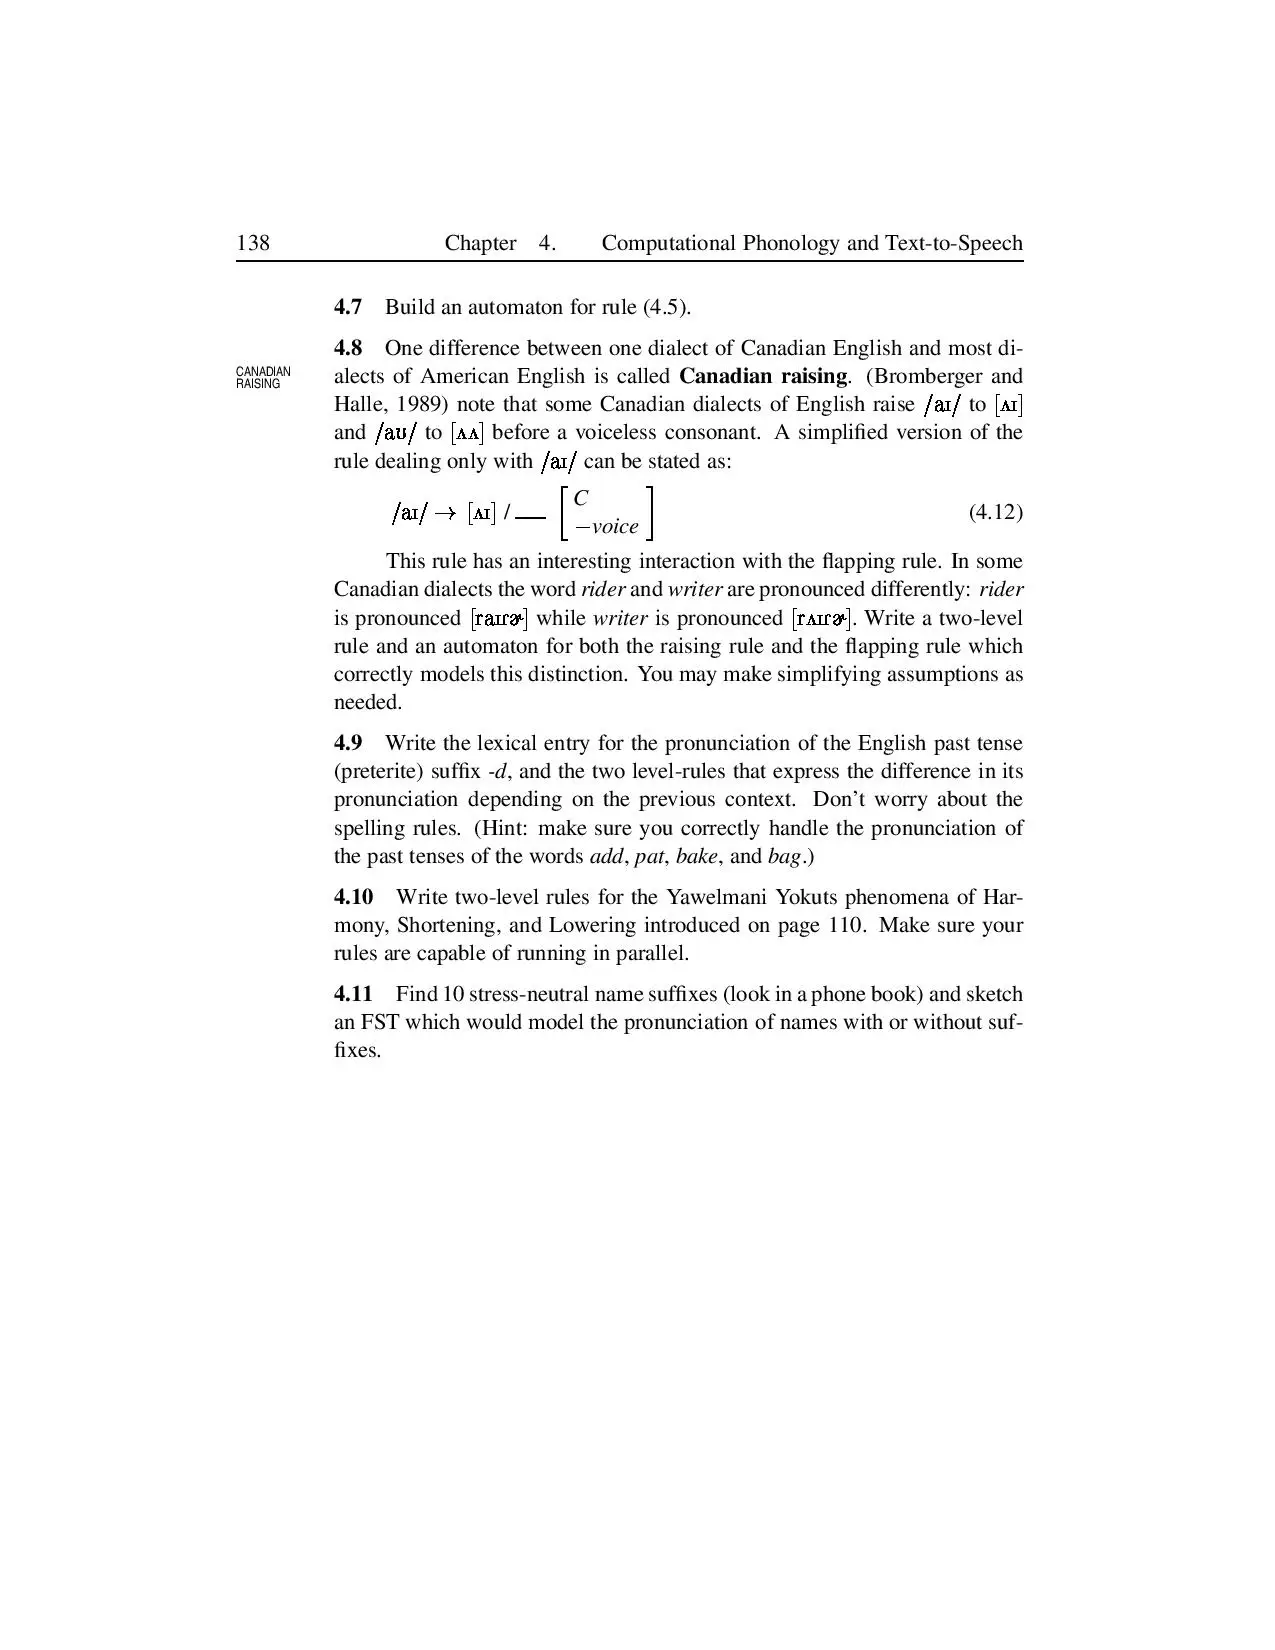 138 Chapter 4. Computational Phonology and Text-to-Speech
4.7 Build an automaton for rule (4.5).
4.8 One difference between one dialect of Canadian English and most di-
CANADIAN
RAISING
alects of American English is called Canadian raising. (Bromberger and
Halle, 1989) note that some Canadian dialects of English raise /aɪ/ to [ʌɪ]
and /aʊ/ to [ʌʌ] before a voiceless consonant. A simplified version of the
rule dealing only with /aɪ/ can be stated as:
/aɪ/ → [ʌɪ] / __ [ C
−voice ] (4.12)
This rule has an interesting interaction with the flapping rule. In some
Canadian dialects the word rider and writer are pronounced differently: rider
is pronounced [raɪɾɚ] while writer is pronounced [rʌɪɾɚ]. Write a two-level
rule and an automaton for both the raising rule and the flapping rule which
correctly models this distinction. You may make simplifying assumptions as
needed.
4.9 Write the lexical entry for the pronunciation of the English past tense
(preterite) suffix -d, and the two level-rules that express the difference in its
pronunciation depending on the previous context. Don't worry about the
spelling rules. (Hint: make sure you correctly handle the pronunciation of
the past tenses of the words add, pat, bake, and bag.)
4.10 Write two-level rules for the Yawelmani Yokuts phenomena of Har-
mony, Shortening, and Lowering introduced on page 110. Make sure your
rules are capable of running in parallel.
4.11 Find 10 stress-neutral name suffixes (look in a phone book) and sketch
an FST which would model the pronunciation of names with or without suf-
fixes.